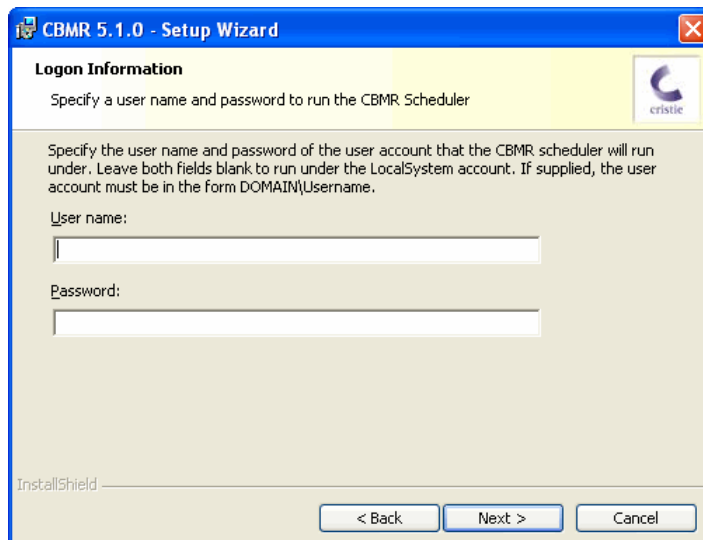 CBMR 5.1.0 - Setup Wizard
Logon Information
Specify a user name and password to run the CBMR Scheduler
cristie
Specify the user name and password of the user account that the CBMR scheduler will run
under. Leave both fields blank to run under the LocalSystem account. If supplied, the user
account must be in the form DOMAIN\Username.
User name:
Password:
InstallShield
< Back
Next >
Cancel